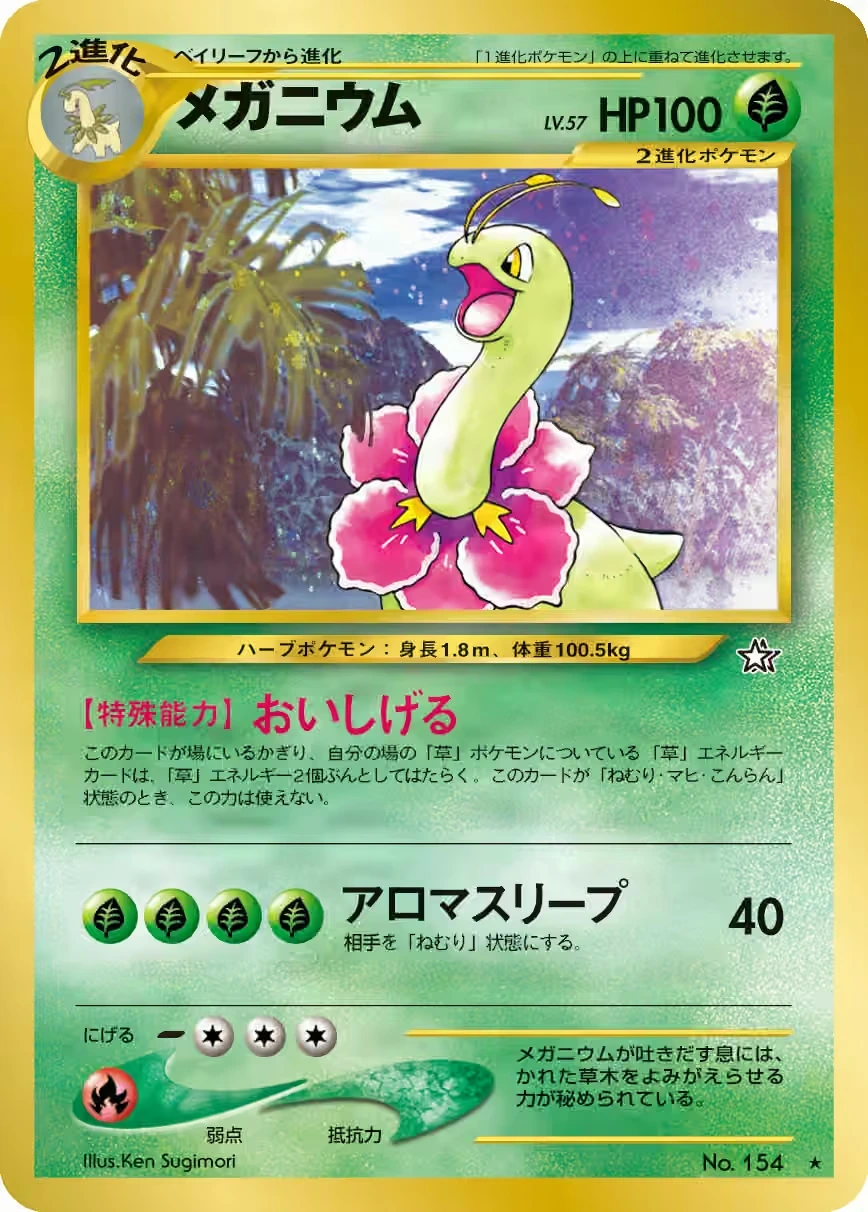 2進化
ベイリーフから進化
「1進化ポケモン」の上に重ねて進化させます。
メガニウム
LV.57 HP100
2進化ポケモン
ハーブポケモン：身長1.8m、体重100.5kg
【特殊能力】おいしげる
このカードが場にいるかぎり、自分の場の「草」ポケモンについている「草」エネルギー
カードは、「草」エネルギー2個ぶんとしてはたらく。このカードが「ねむり・マヒ・こんらん」
状態のとき、この力は使えない。
アロマスリープ 40
相手を「ねむり」状態にする。
にげる
弱点
抵抗力
メガニウムが吐きだす息には、
かれた草木をよみがえらせる
力が秘められている。
Illus.Ken Sugimori
No. 154 ★